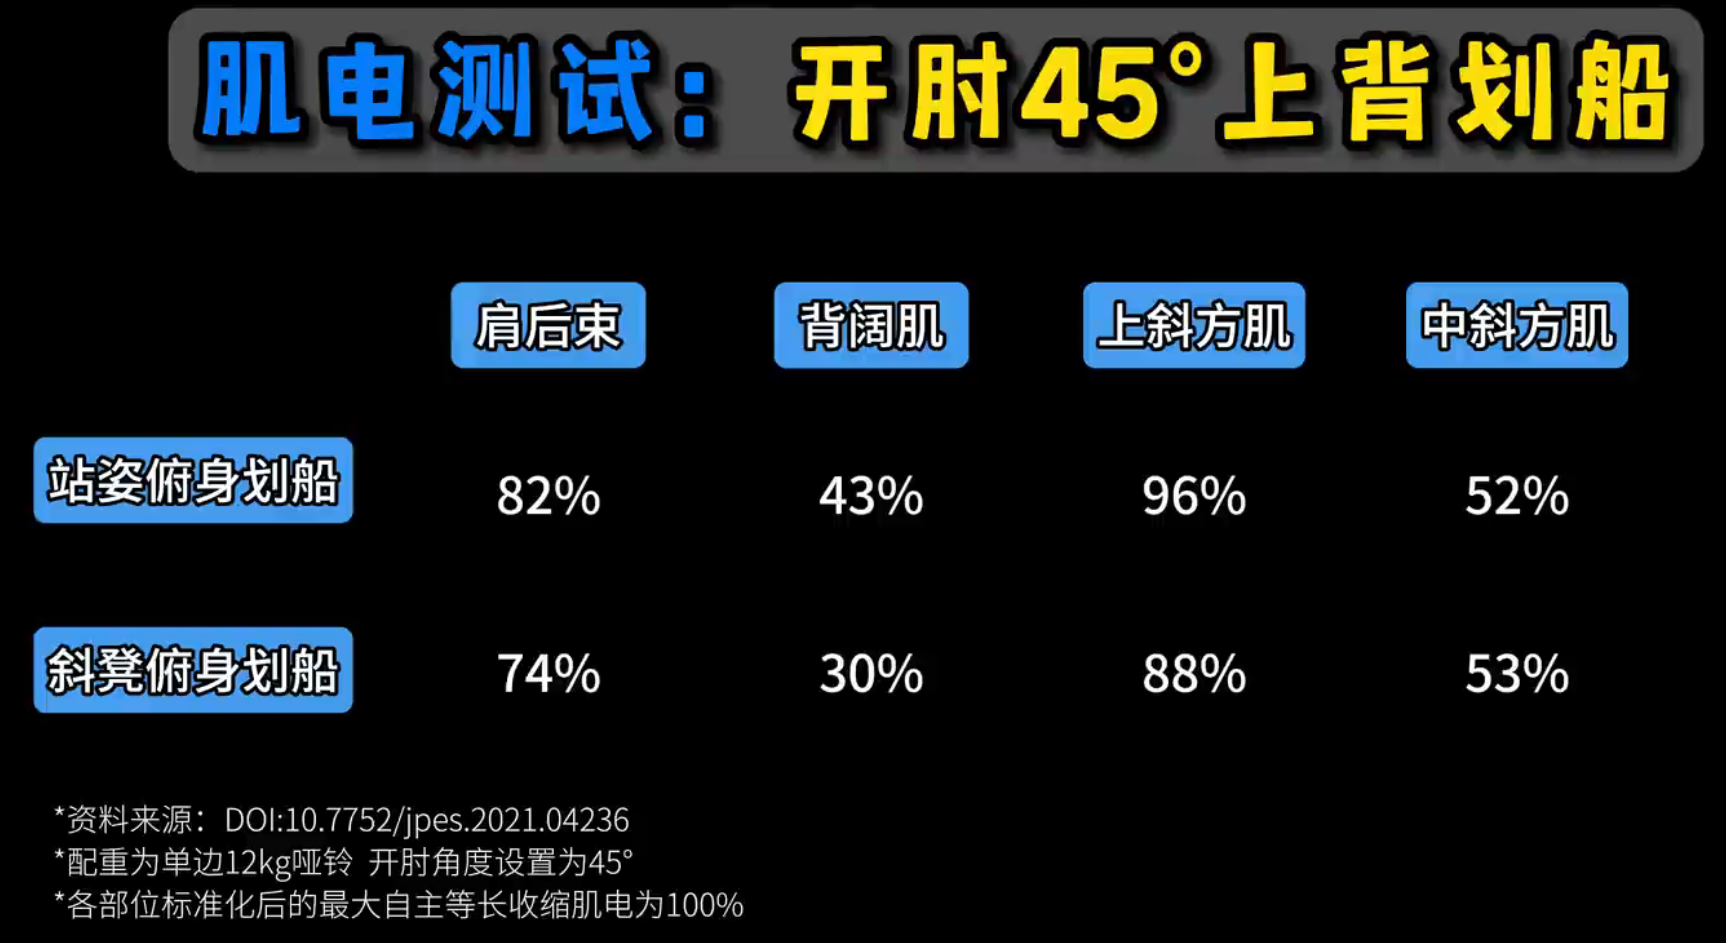 肌电测试：开肘45°上背划船
肩后束 背阔肌 上斜方肌 中斜方肌
站姿俯身划船 82% 43% 96% 52%
斜凳俯身划船 74% 30% 88% 53%
*资料来源：DOI:10.7752/jpes.2021.04236
*配重为单边12kg哑铃 开肘角度设置为45°
*各部位标准化后的最大自主等长收缩肌电为100%